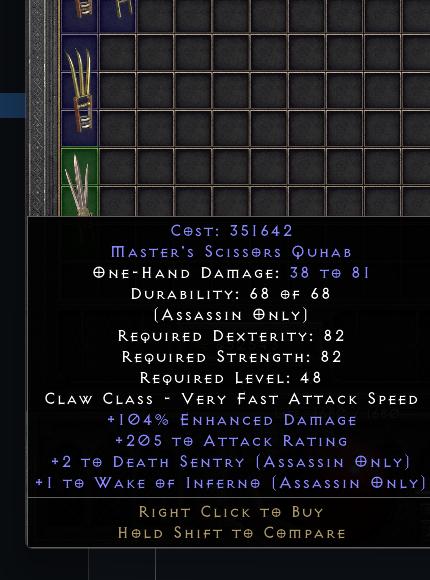 Cost: 351642
Master's Scissors Quhab
One-Hand Damage: 38 to 81
Durability: 68 of 68
(Assassin Only)
Required Dexterity: 82
Required Strength: 82
Required Level: 48
Claw Class - Very Fast Attack Speed
+104% Enhanced Damage
+205 to Attack Rating
+2 to Death Sentry (Assassin Only)
+1 to Wake of Inferno (Assassin Only)
Right Click to Buy
Hold Shift to Compare